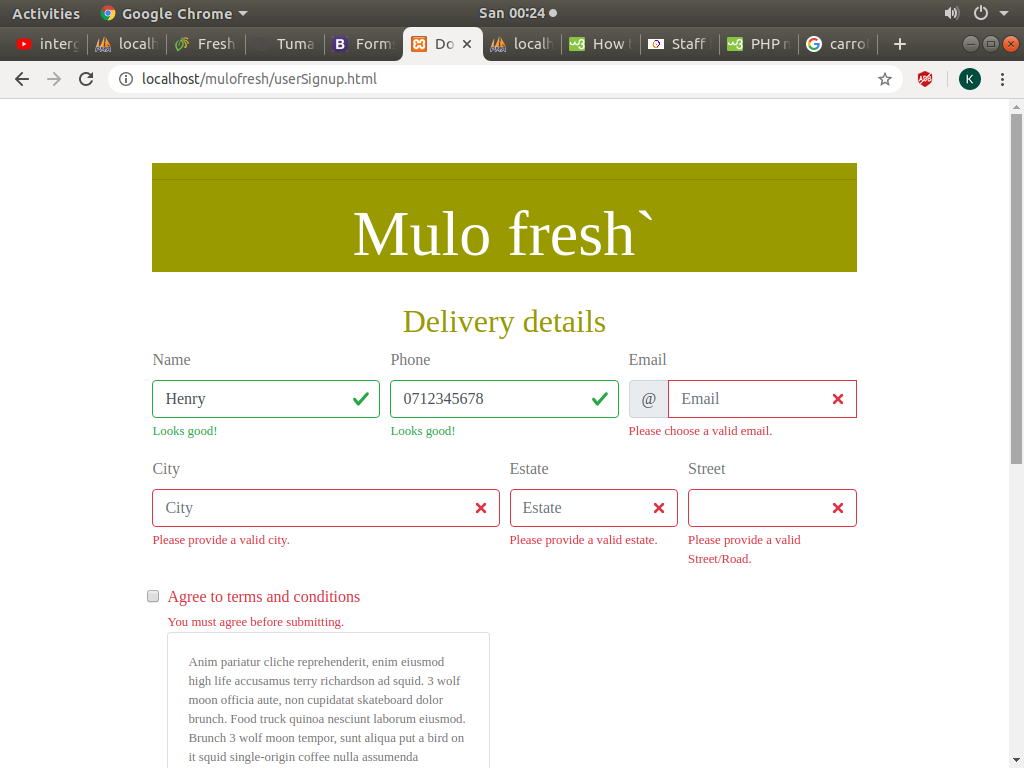 Activities Google Chrome San 00:24
interg localh Fresh Tuma Form Do localh How Staff PHP n carro
localhost/mulofresh/userSignup.html K
Mulo fresh`
Delivery details
Name Phone Email
Henry 0712345678 @ Email
Looks good! Looks good! Please choose a valid email.
City Estate Street
City Estate
Please provide a valid city. Please provide a valid estate. Please provide a valid
Street/Road.
Agree to terms and conditions
You must agree before submitting.
Anim pariatur cliche reprehenderit, enim eiusmod
high life accusamus terry richardson ad squid. 3 wolf
moon officia aute, non cupidatat skateboard dolor
brunch. Food truck quinoa nesciunt laborum eiusmod.
Brunch 3 wolf moon tempor, sunt aliqua put a bird on
it squid single-origin coffee nulla assumenda